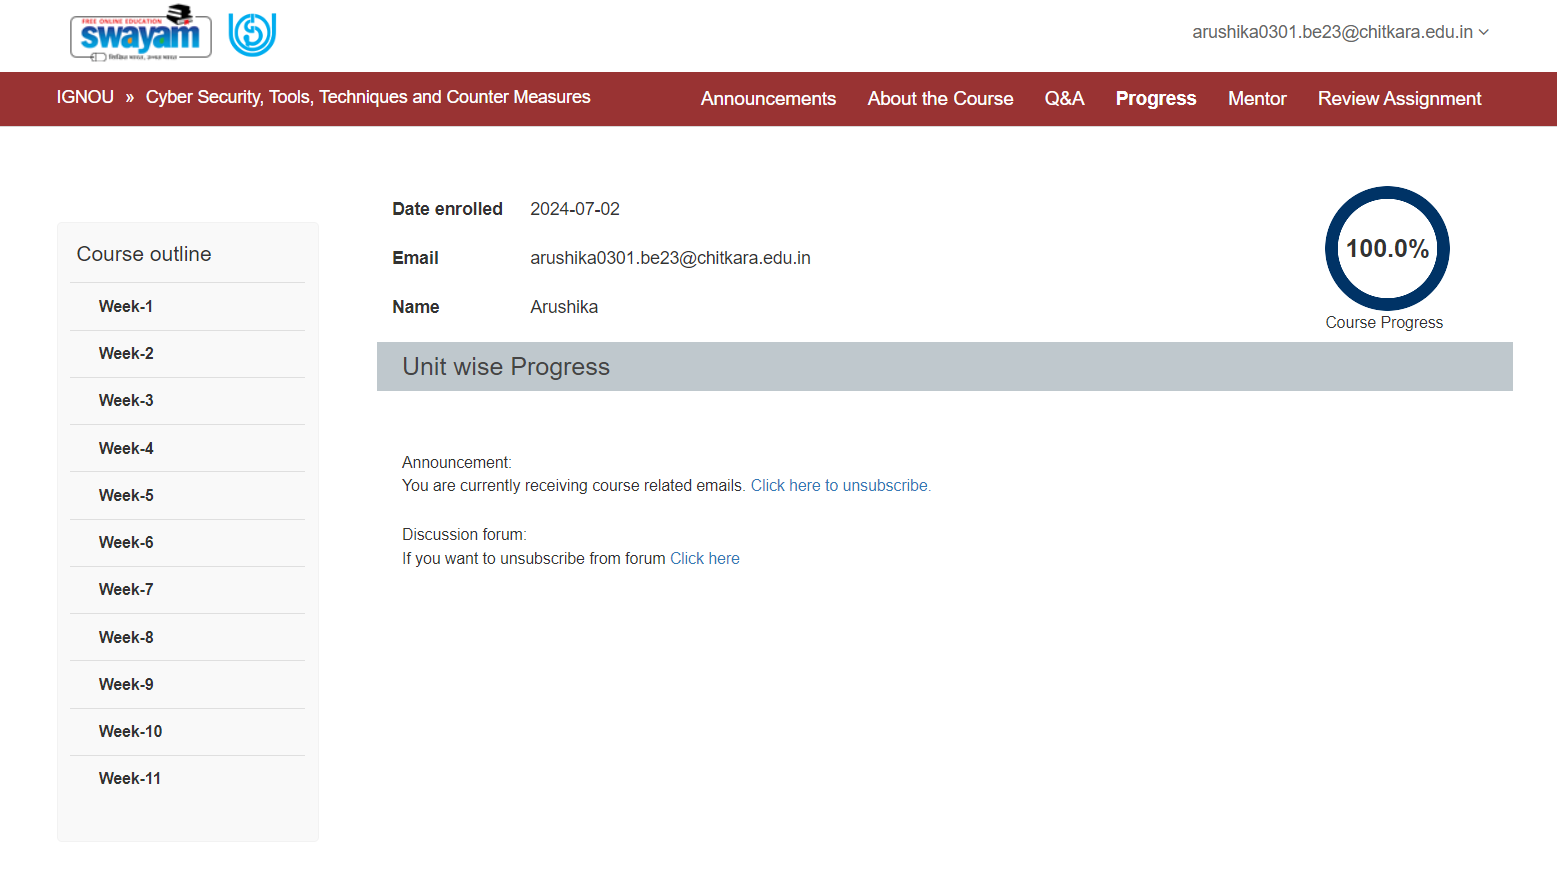 FREE ONLINE EDUCATION
swayam
शिक्षित भारत, उन्नत भारत
arushika0301.be23@chitkara.edu.in
IGNOU » Cyber Security, Tools, Techniques and Counter Measures
Announcements About the Course Q&A Progress Mentor Review Assignment
Course outline
Week-1
Week-2
Week-3
Week-4
Week-5
Week-6
Week-7
Week-8
Week-9
Week-10
Week-11
Date enrolled 2024-07-02
Email arushika0301.be23@chitkara.edu.in
Name Arushika
100.0%
Course Progress
Unit wise Progress
Announcement:
You are currently receiving course related emails. Click here to unsubscribe.
Discussion forum:
If you want to unsubscribe from forum Click here